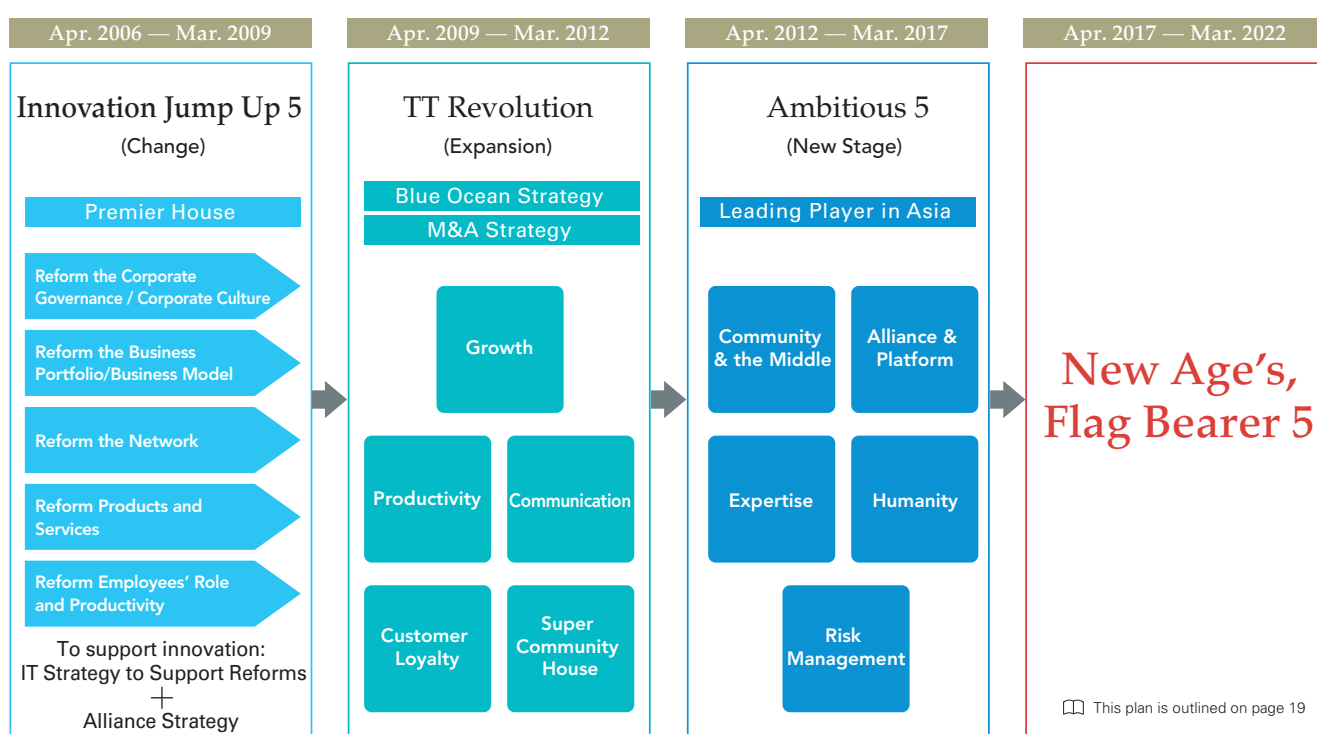 Apr. 2006 — Mar. 2009
Innovation Jump Up 5
(Change)
Premier House
Reform the Corporate
Governance / Corporate Culture
Reform the Business
Portfolio/Business Model
Reform the Network
Reform Products and
Services
Reform Employees’ Role
and Productivity
To support innovation:
IT Strategy to Support Reforms
+
Alliance Strategy
Apr. 2009 — Mar. 2012
TT Revolution
(Expansion)
Blue Ocean Strategy
M&A Strategy
Growth
Productivity
Communication
Customer
Loyalty
Super
Community
House
Apr. 2012 — Mar. 2017
Ambitious 5
(New Stage)
Leading Player in Asia
Community
& the Middle
Alliance &
Platform
Expertise
Humanity
Risk
Management
Apr. 2017 — Mar. 2022
New Age’s,
Flag Bearer 5
This plan is outlined on page 19